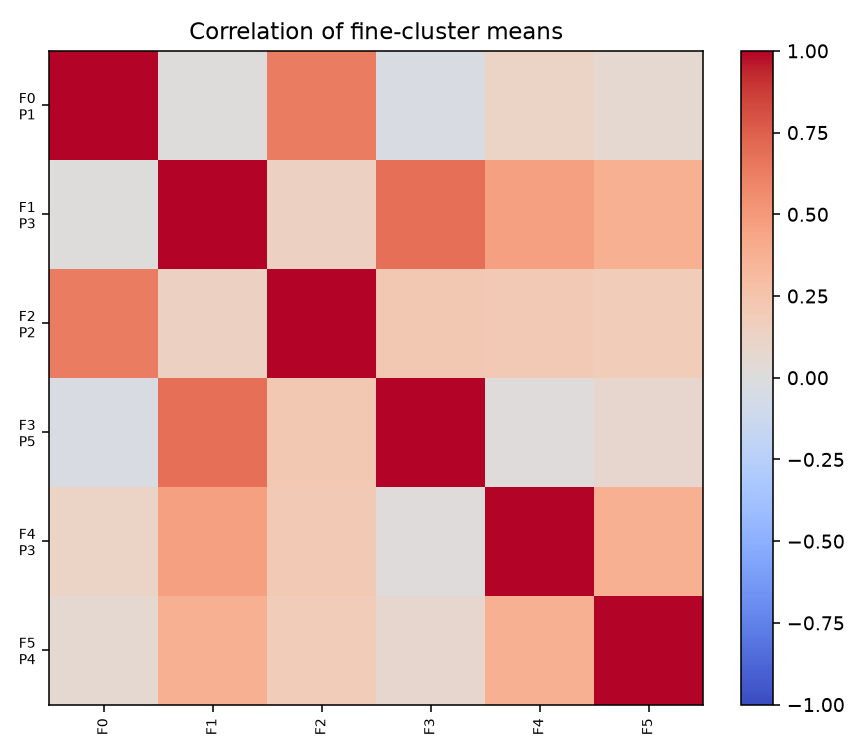 Correlation of fine-cluster means
F0
P1
F1
P3
F2
P2
F3
P5
F4
P3
F5
P4
F0
F1
F2
F3
F4
F5
1.00
0.75
0.50
0.25
0.00
−0.25
−0.50
−0.75
−1.00